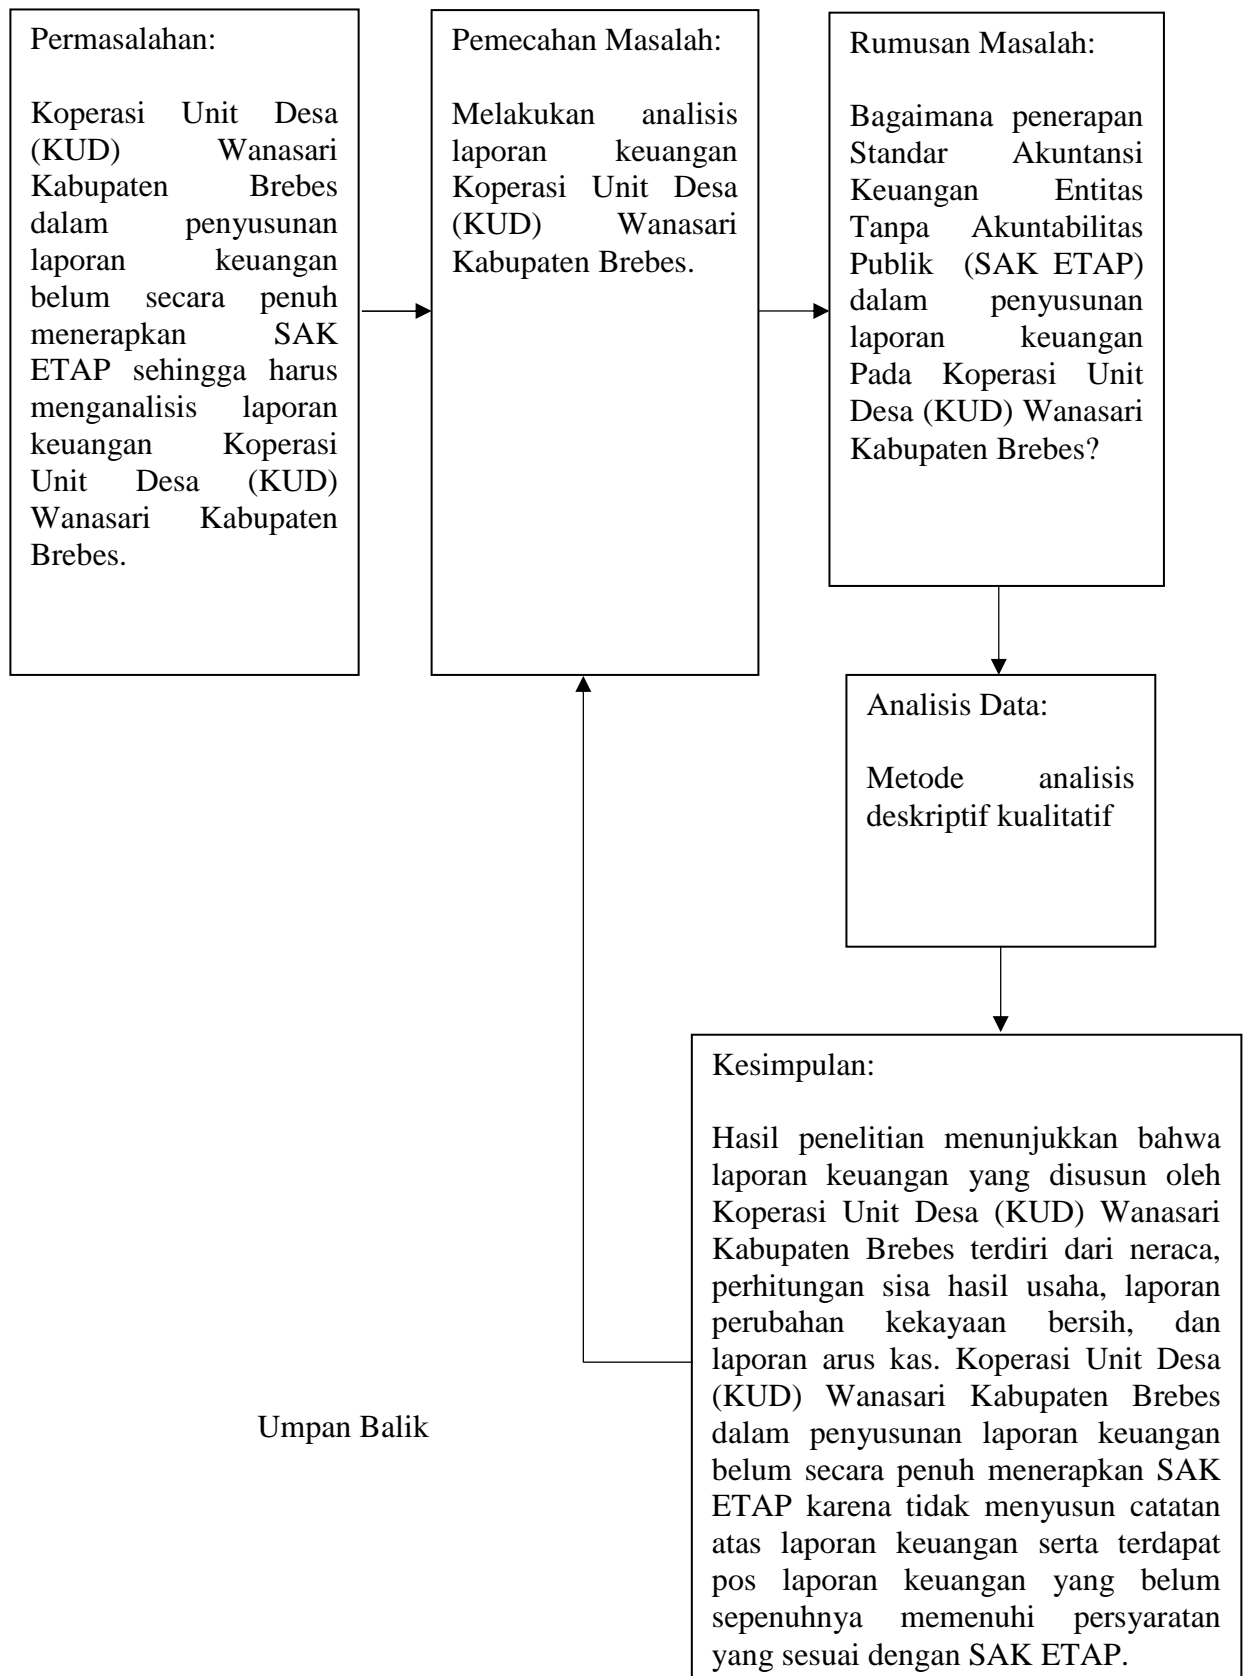 Permasalahan:
Koperasi Unit Desa
(KUD) Wanasari
Kabupaten Brebes
dalam penyusunan
laporan keuangan
belum secara penuh
menerapkan SAK
ETAP sehingga harus
menganalisis laporan
keuangan Koperasi
Unit Desa (KUD)
Wanasari Kabupaten
Brebes.
Pemecahan Masalah:
Melakukan analisis
laporan keuangan
Koperasi Unit Desa
(KUD) Wanasari
Kabupaten Brebes.
Rumusan Masalah:
Bagaimana penerapan
Standar Akuntansi
Keuangan Entitas
Tanpa Akuntabilitas
Publik (SAK ETAP)
dalam penyusunan
laporan keuangan
Pada Koperasi Unit
Desa (KUD) Wanasari
Kabupaten Brebes?
Analisis Data:
Metode analisis
deskriptif kualitatif
Kesimpulan:
Hasil penelitian menunjukkan bahwa
laporan keuangan yang disusun oleh
Koperasi Unit Desa (KUD) Wanasari
Kabupaten Brebes terdiri dari neraca,
perhitungan sisa hasil usaha, laporan
perubahan kekayaan bersih, dan
laporan arus kas. Koperasi Unit Desa
(KUD) Wanasari Kabupaten Brebes
dalam penyusunan laporan keuangan
belum secara penuh menerapkan SAK
ETAP karena tidak menyusun catatan
atas laporan keuangan serta terdapat
pos laporan keuangan yang belum
sepenuhnya memenuhi persyaratan
yang sesuai dengan SAK ETAP.
Umpan Balik